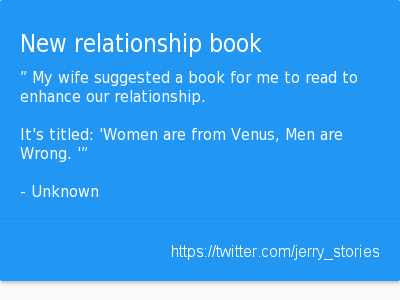 New relationship book
” My wife suggested a book for me to read to
enhance our relationship.
It's titled: 'Women are from Venus, Men are
Wrong. '”
- Unknown
https://twitter.com/jerry_stories